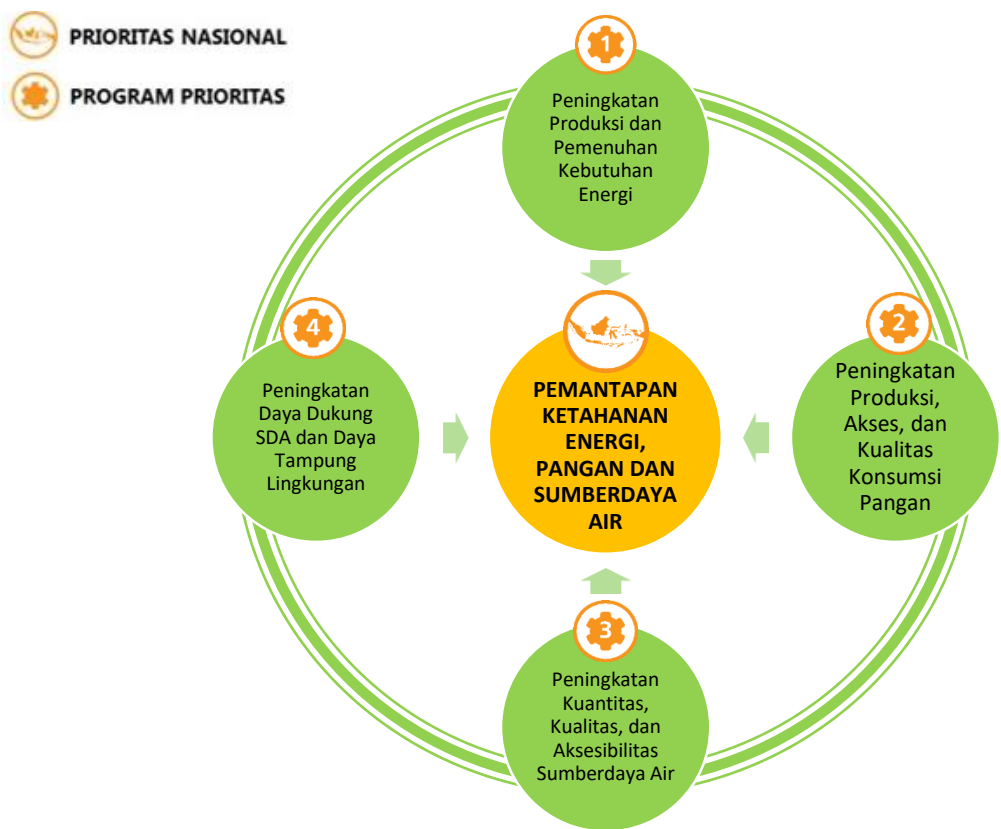 PRIORITAS NASIONAL
PROGRAM PRIORITAS
1
Peningkatan
Produksi dan
Pemenuhan
Kebutuhan
Energi
2
Peningkatan
Produksi,
Akses, dan
Kualitas
Konsumsi
Pangan
3
Peningkatan
Kuantitas,
Kualitas, dan
Aksesibilitas
Sumberdaya Air
4
Peningkatan
Daya Dukung
SDA dan Daya
Tampung
Lingkungan
PEMANTAPAN
KETAHANAN
ENERGI,
PANGAN DAN
SUMBERDAYA
AIR